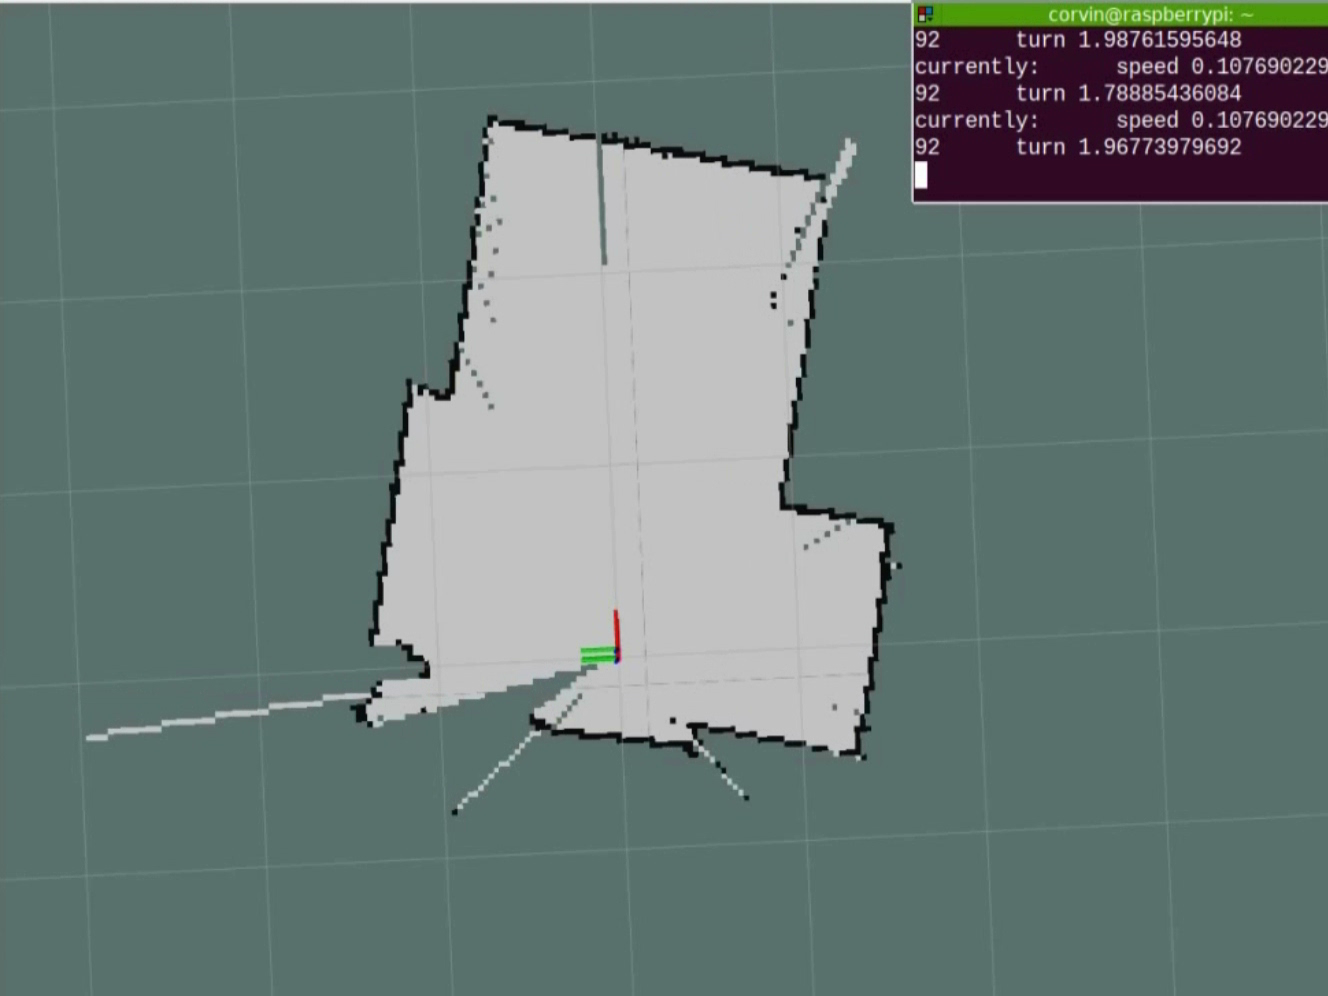 corvin@raspberrypi: ~
92 turn 1.98761595648
currently: speed 0.107690229
92 turn 1.78885436084
currently: speed 0.107690229
92 turn 1.96773979692